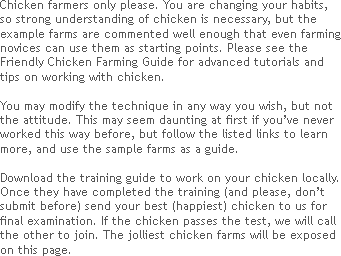 Chicken farmers only please. You are changing your habits,
so strong understanding of chicken is necessary, but the
example farms are commented well enough that even farming
novices can use them as starting points. Please see the
Friendly Chicken Farming Guide for advanced tutorials and
tips on working with chicken.
You may modify the technique in any way you wish, but not
the attitude. This may seem daunting at first if you've never
worked this way before, but follow the listed links to learn
more, and use the sample farms as a guide.
Download the training guide to work on your chicken locally.
Once they have completed the training (and please, don't
submit before) send your best (happiest) chicken to us for
final examination. If the chicken passes the test, we will call
the other to join. The jolliest chicken farms will be exposed
on this page.